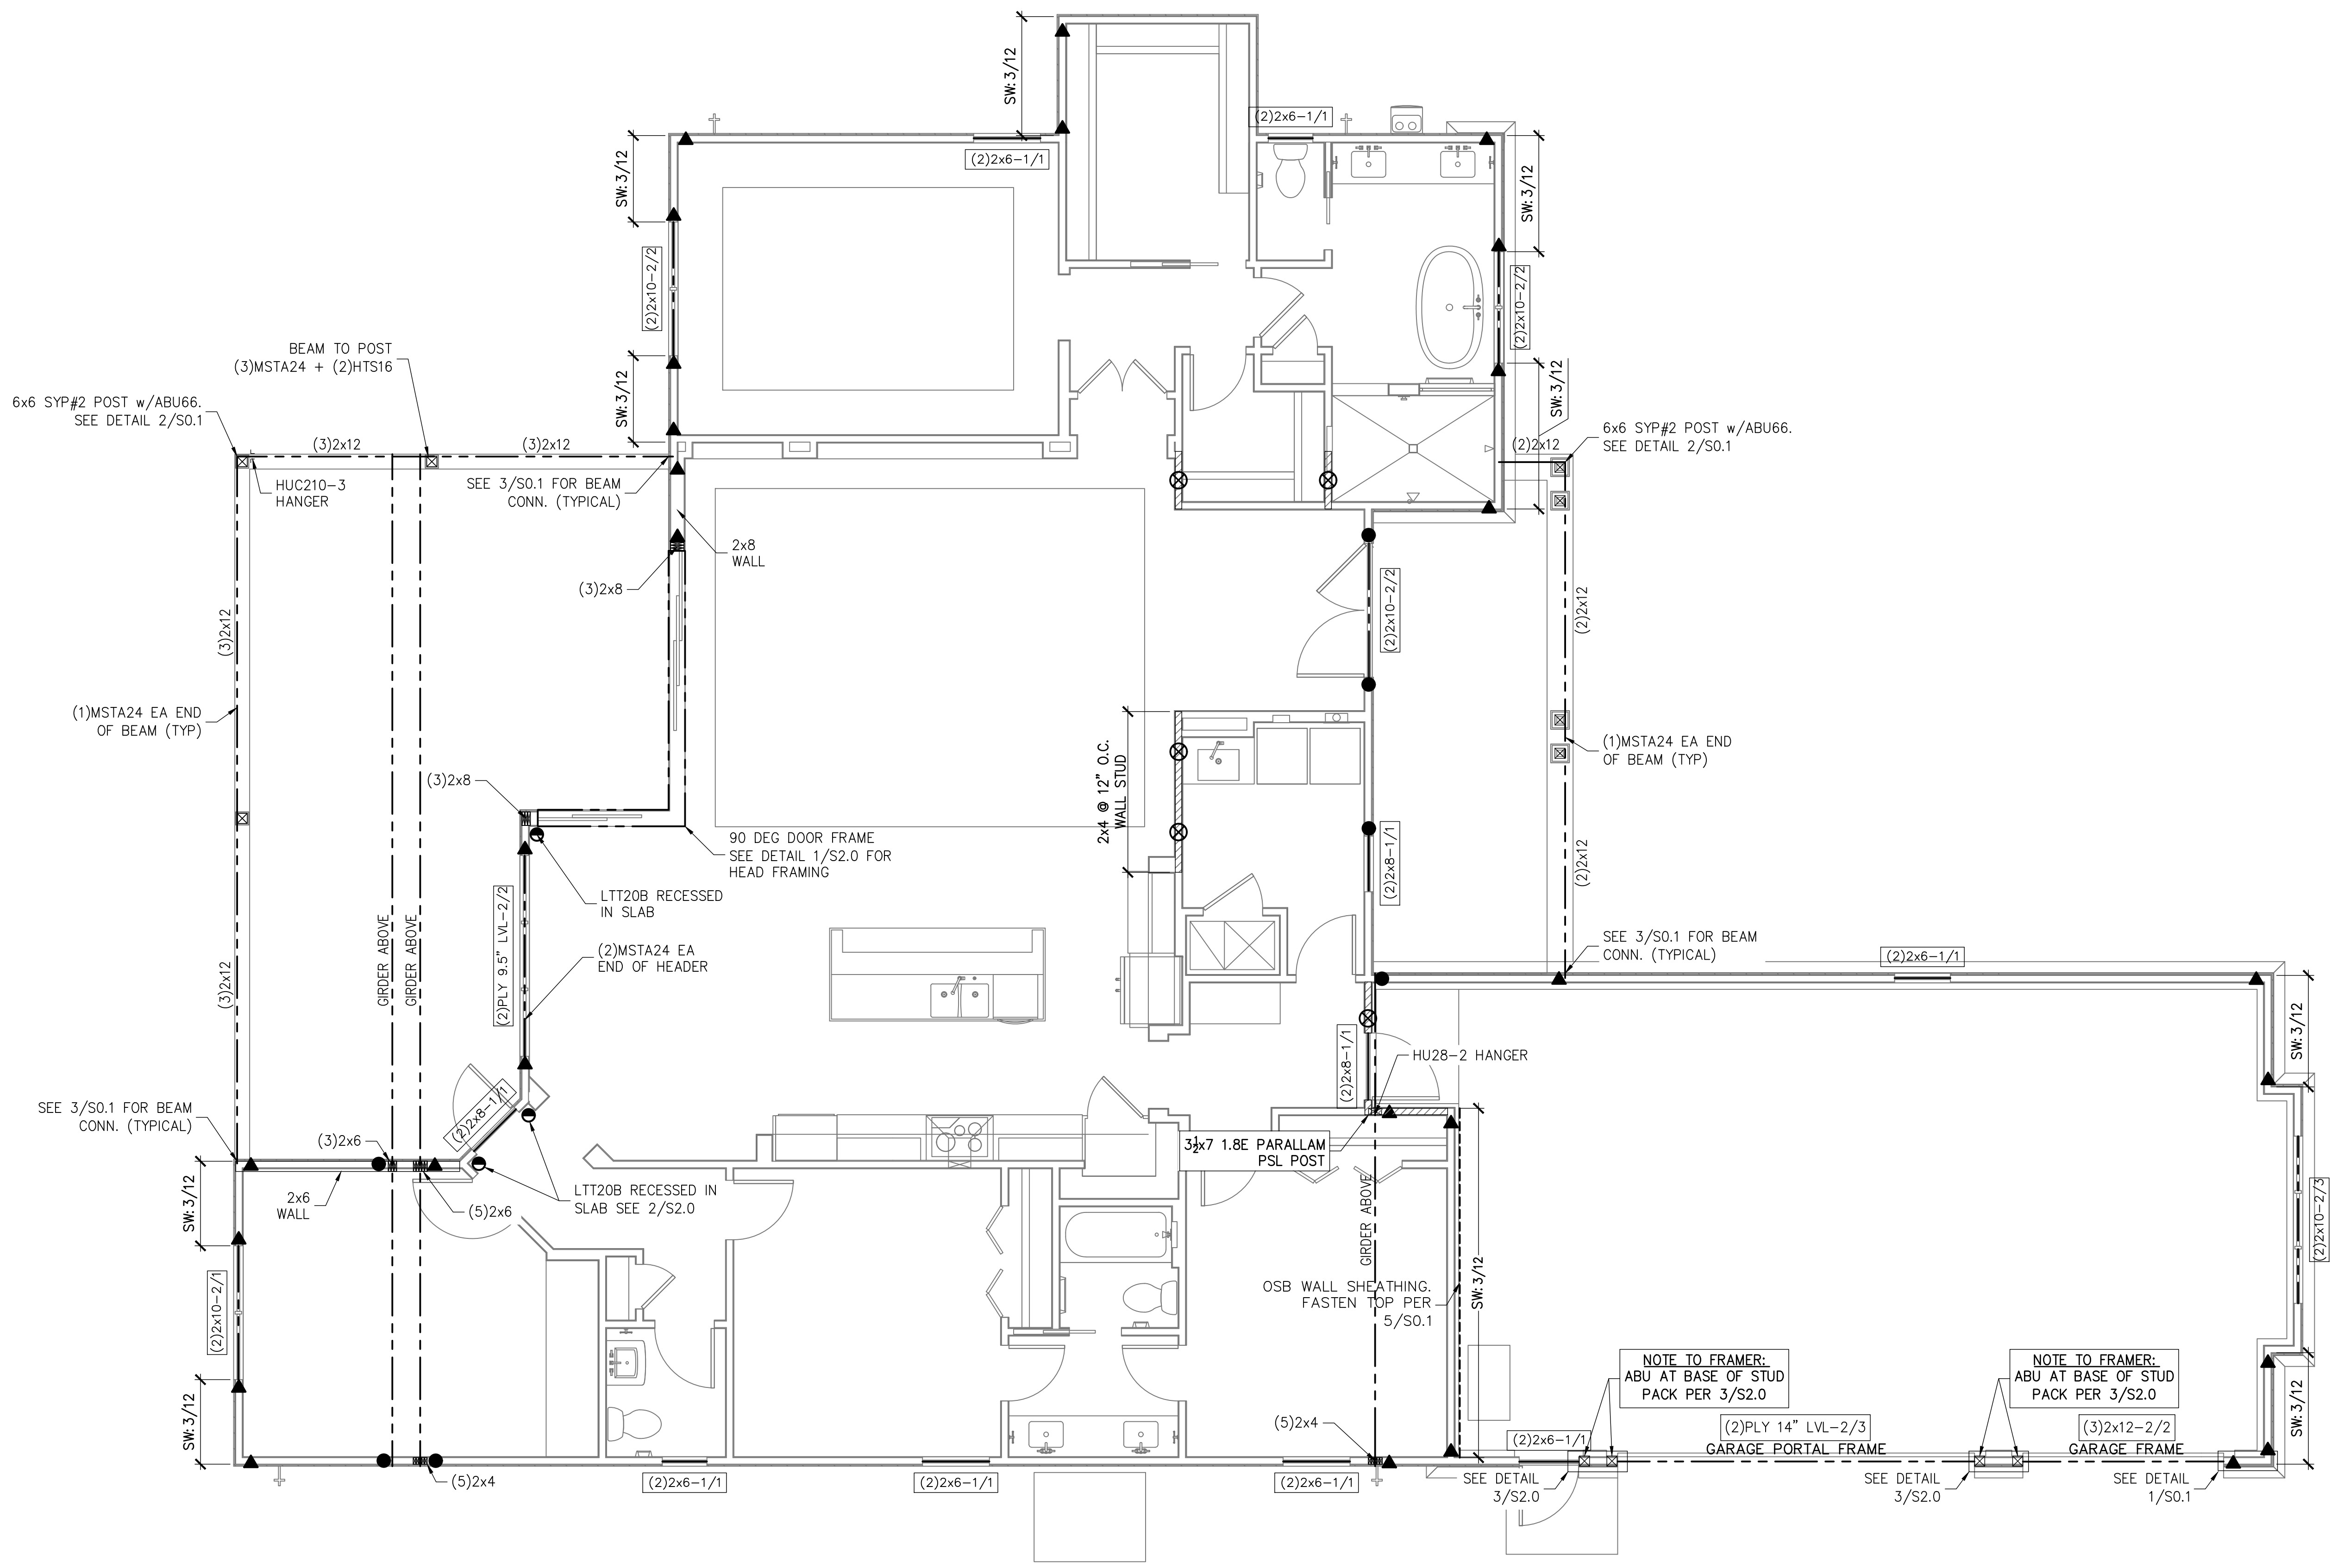 SW: 3/12
(2)2x6-1/1
(2)2x6-1/1
SW: 3/12
SW: 3/12
(2)2x10-2/2
(2)2x10-2/2
BEAM TO POST
(3)MSTA24 + (2)HTS16
SW: 3/12
SW: 3/12
6x6 SYP#2 POST w/ABU66.
SEE DETAIL 2/S0.1
(3)2x12
(3)2x12
(2)2x12
6x6 SYP#2 POST w/ABU66.
SEE DETAIL 2/S0.1
HUC210-3
HANGER
SEE 3/S0.1 FOR BEAM
CONN. (TYPICAL)
2x8
WALL
(3)2x8
(3)2x12
(2)2x10-2/2
(2)2x12
(1)MSTA24 EA END
OF BEAM (TYP)
(1)MSTA24 EA END
OF BEAM (TYP)
(3)2x8
2x4 @ 12" O.C.
WALL STUD
90 DEG DOOR FRAME
SEE DETAIL 1/S2.0 FOR
HEAD FRAMING
(2)2x8-1/1
(2)2x12
LTT20B RECESSED
IN SLAB
(2)PLY 9.5" LVL-2/2
GIRDER ABOVE
GIRDER ABOVE
(2)MSTA24 EA
END OF HEADER
SEE 3/S0.1 FOR BEAM
CONN. (TYPICAL)
(2)2x6-1/1
(3)2x12
SW: 3/12
(2)2x8-1/1
HU28-2 HANGER
SEE 3/S0.1 FOR BEAM
CONN. (TYPICAL)
(2)2x8-1/1
(3)2x6
3½x7 1.8E PARALLAM
PSL POST
SW: 3/12
2x6
WALL
(5)2x6
LTT20B RECESSED IN
SLAB SEE 2/S2.0
GIRDER ABOVE
(2)2x10-2/3
(2)2x10-2/1
OSB WALL SHEATHING.
FASTEN TOP PER
5/S0.1
SW: 3/12
NOTE TO FRAMER:
ABU AT BASE OF STUD
PACK PER 3/S2.0
NOTE TO FRAMER:
ABU AT BASE OF STUD
PACK PER 3/S2.0
SW: 3/12
SW: 3/12
(5)2x4
(2)2x6-1/1
(2)PLY 14" LVL-2/3
GARAGE PORTAL FRAME
(3)2x12-2/2
GARAGE FRAME
(5)2x4
(2)2x6-1/1
(2)2x6-1/1
(2)2x6-1/1
SEE DETAIL
3/S2.0
SEE DETAIL
3/S2.0
SEE DETAIL
1/S0.1